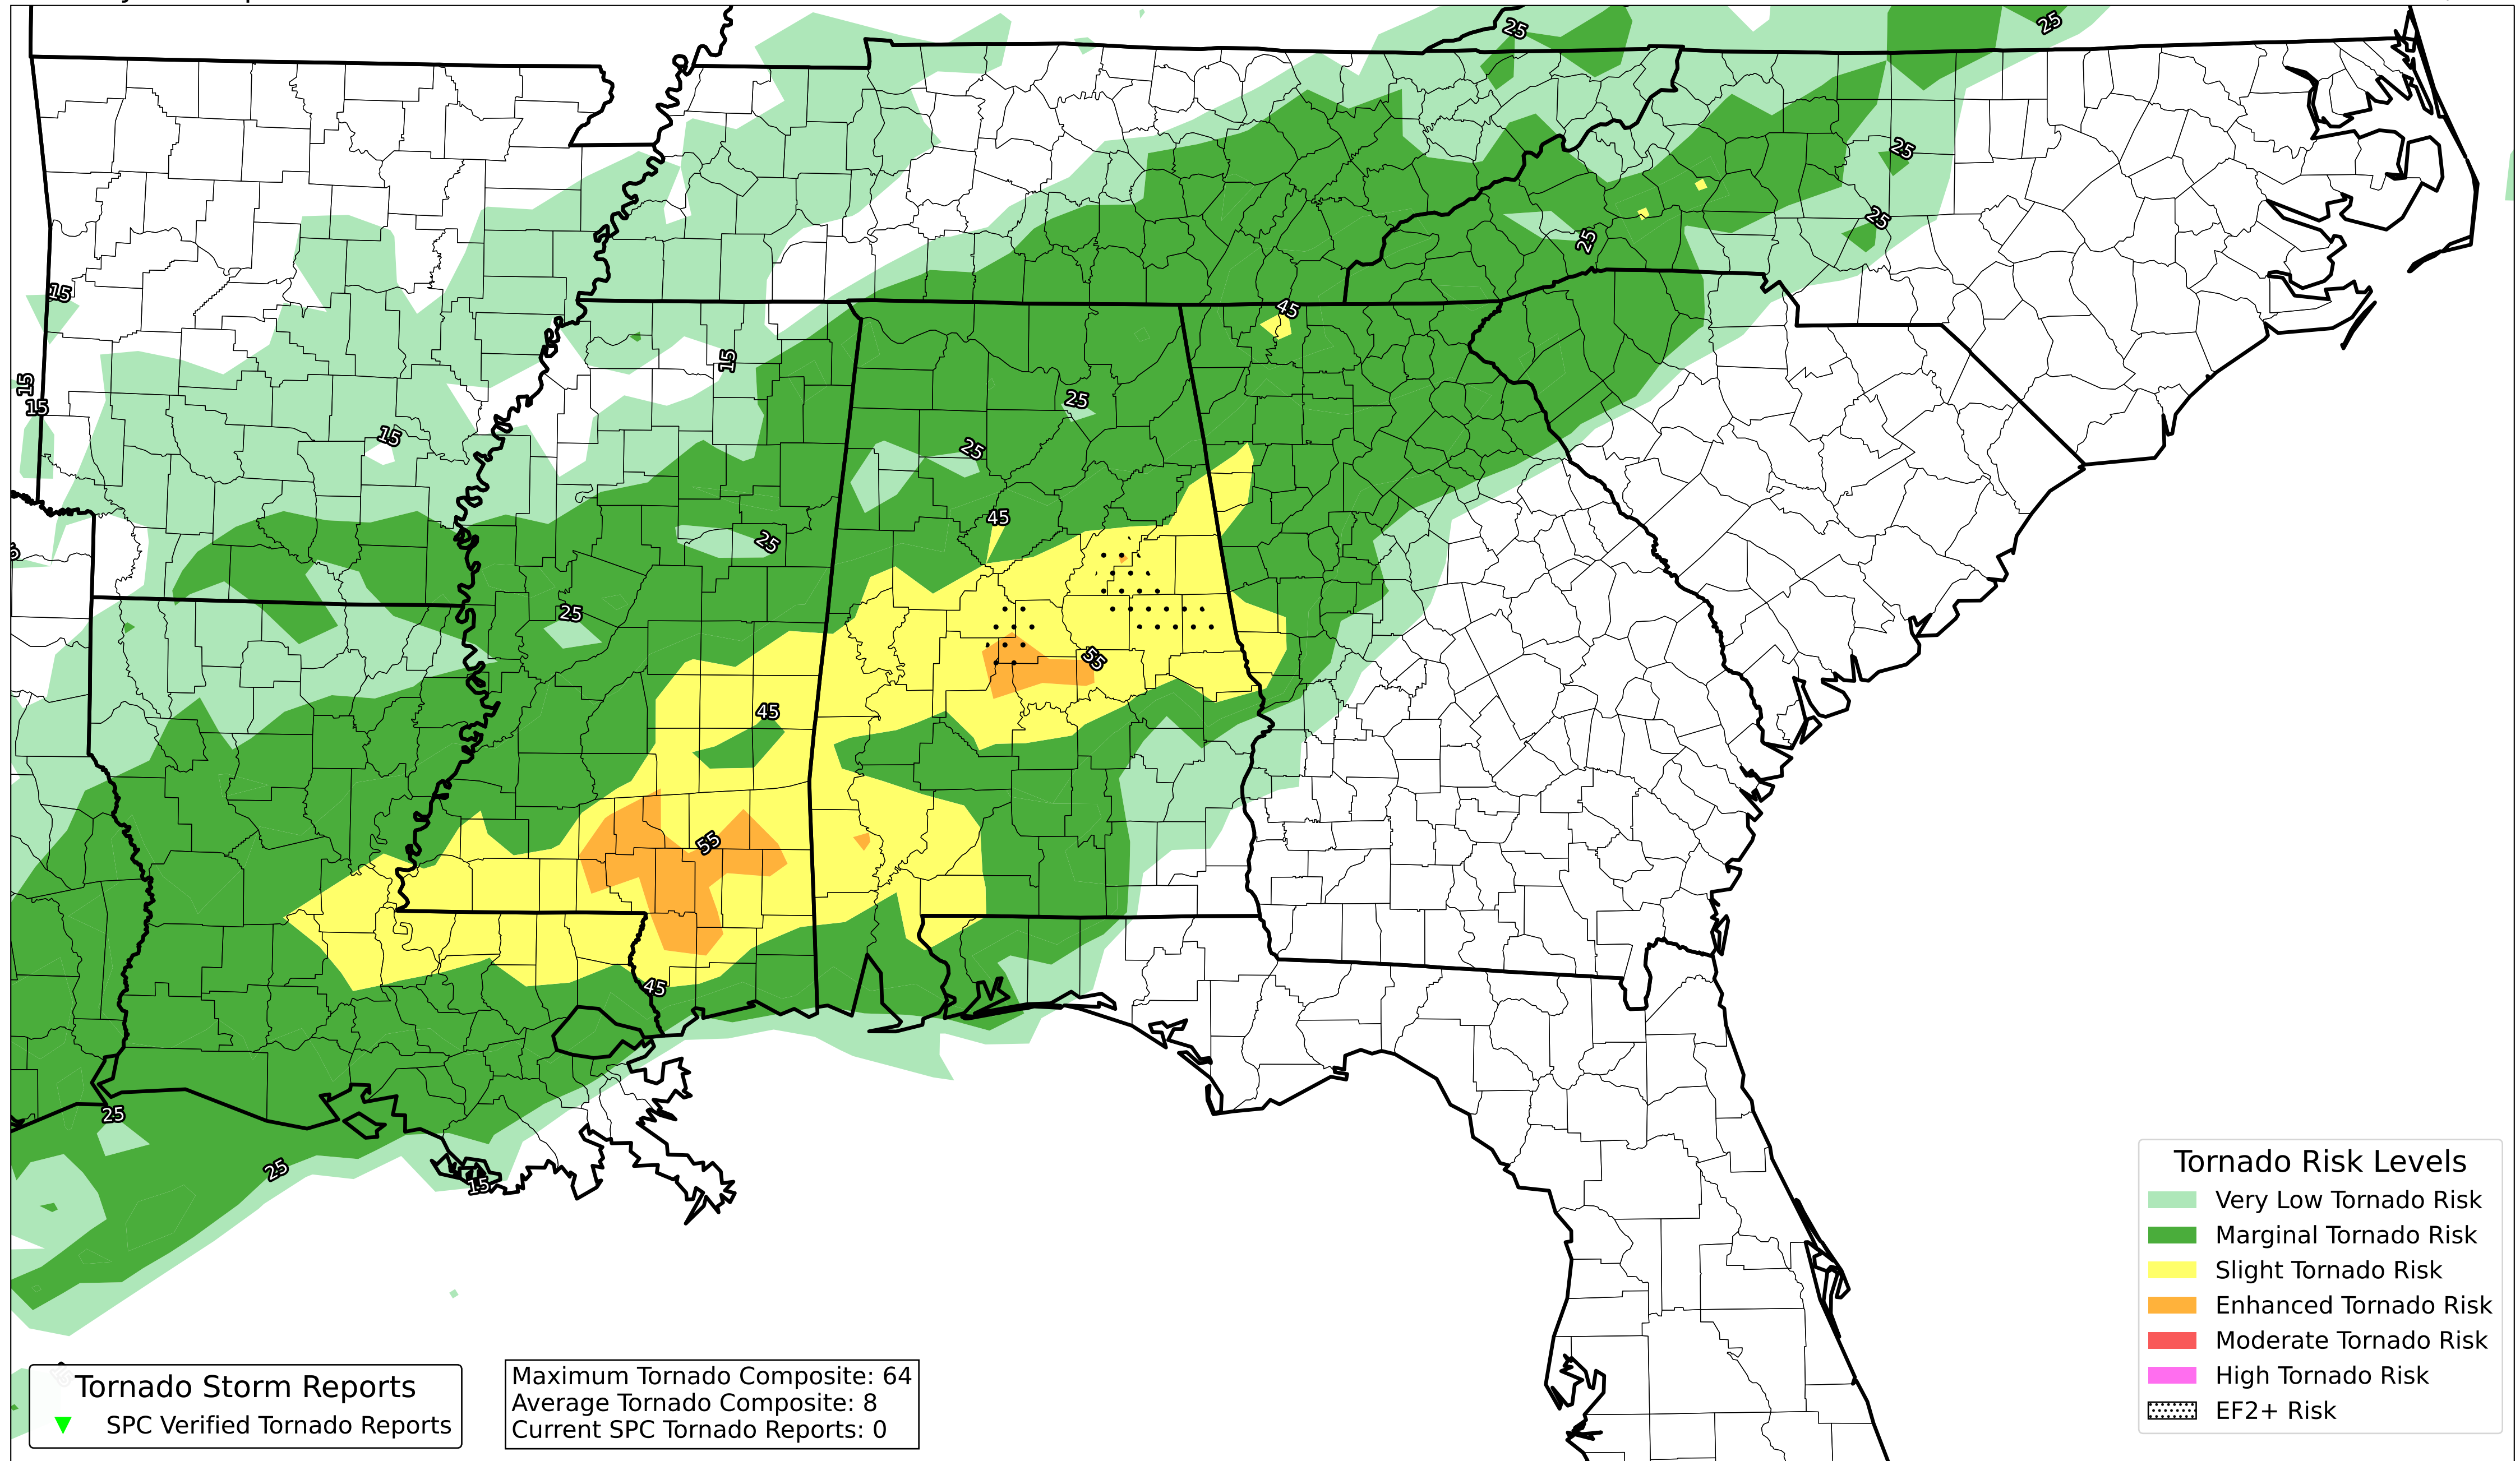 25
25
25
25
15
45
25
15
15
25
15
15
25
45
25
25
55
45
55
45
25
25
15
Tornado Risk Levels
Very Low Tornado Risk
Marginal Tornado Risk
Slight Tornado Risk
Enhanced Tornado Risk
Moderate Tornado Risk
High Tornado Risk
EF2+ Risk
Tornado Storm Reports
SPC Verified Tornado Reports
Maximum Tornado Composite: 64
Average Tornado Composite: 8
Current SPC Tornado Reports: 0